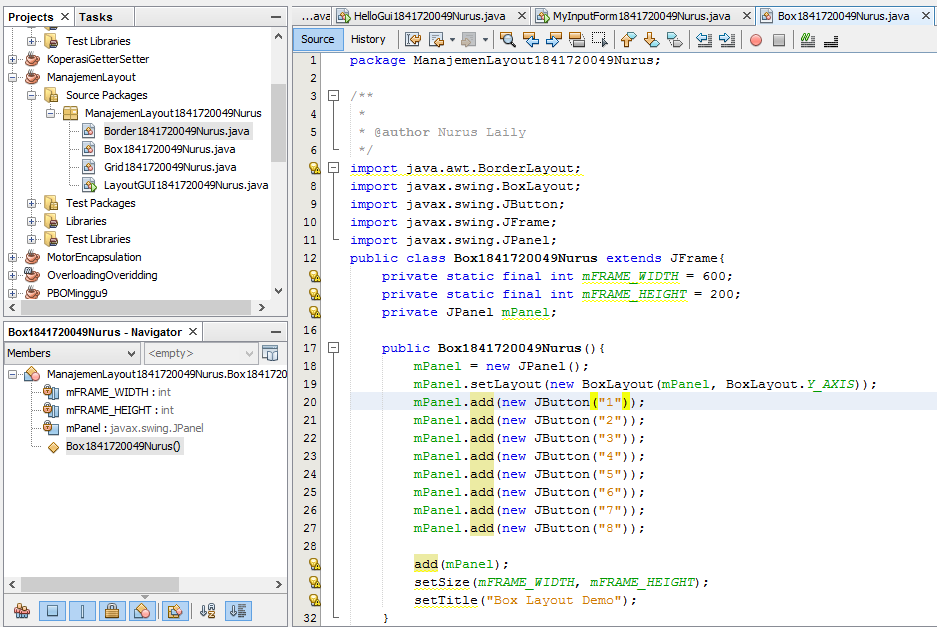 Projects × Tasks
Test Libraries
KoperasiGetterSetter
ManajemenLayout
Source Packages
ManajemenLayout1841720049Nurus
Border1841720049Nurus.java
Box1841720049Nurus.java
Grid1841720049Nurus.java
LayoutGUI1841720049Nurus.java
Test Packages
Libraries
Test Libraries
MotorEncapsulation
OverloadingOveridding
PBOMinggu9
Box1841720049Nurus - Navigator ×
Members <empty>
ManajemenLayout1841720049Nurus.Box1841720
mFRAME_WIDTH : int
mFRAME_HEIGHT : int
mPanel : javax.swing.JPanel
Box1841720049Nurus()
...ava HelloGui1841720049Nurus.java × MyInputForm1841720049Nurus.java × Box1841720049Nurus.java ×
Source History
1 package ManajemenLayout1841720049Nurus;
2
3 /**
4 *
5 * @author Nurus Laily
6 */
import java.awt.BorderLayout;
8 import javax.swing.BoxLayout;
9 import javax.swing.JButton;
10 import javax.swing.JFrame;
11 import javax.swing.JPanel;
12 public class Box1841720049Nurus extends JFrame{
private static final int mFRAME_WIDTH = 600;
private static final int mFRAME_HEIGHT = 200;
private JPanel mPanel;
16
17 public Box1841720049Nurus(){
18 mPanel = new JPanel();
19 mPanel.setLayout(new BoxLayout(mPanel, BoxLayout.Y_AXIS));
20 mPanel.add(new JButton("1"));
21 mPanel.add(new JButton("2"));
22 mPanel.add(new JButton("3"));
23 mPanel.add(new JButton("4"));
24 mPanel.add(new JButton("5"));
25 mPanel.add(new JButton("6"));
26 mPanel.add(new JButton("7"));
27 mPanel.add(new JButton("8"));
28
add(mPanel);
setSize(mFRAME_WIDTH, mFRAME_HEIGHT);
setTitle("Box Layout Demo");
32 }